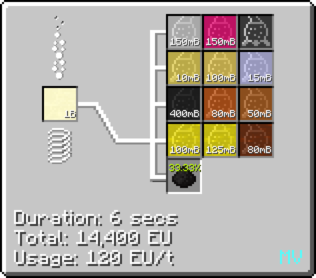 150mB 150mB
10mB 100mB 15mB
16
400mB 80mB 50mB
100mB 125mB 80mB
33.33%
Duration: 6 secs
Total: 14,400 EU
Usage: 120 EU/t
MV